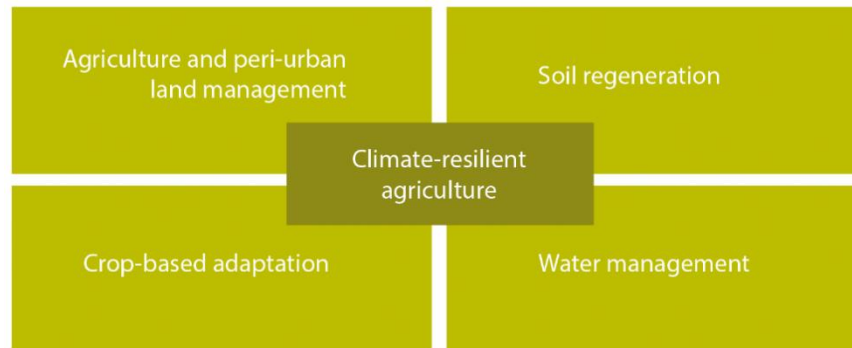 Agriculture and peri-urban
land management
Soil regeneration
Climate-resilient
agriculture
Crop-based adaptation
Water management